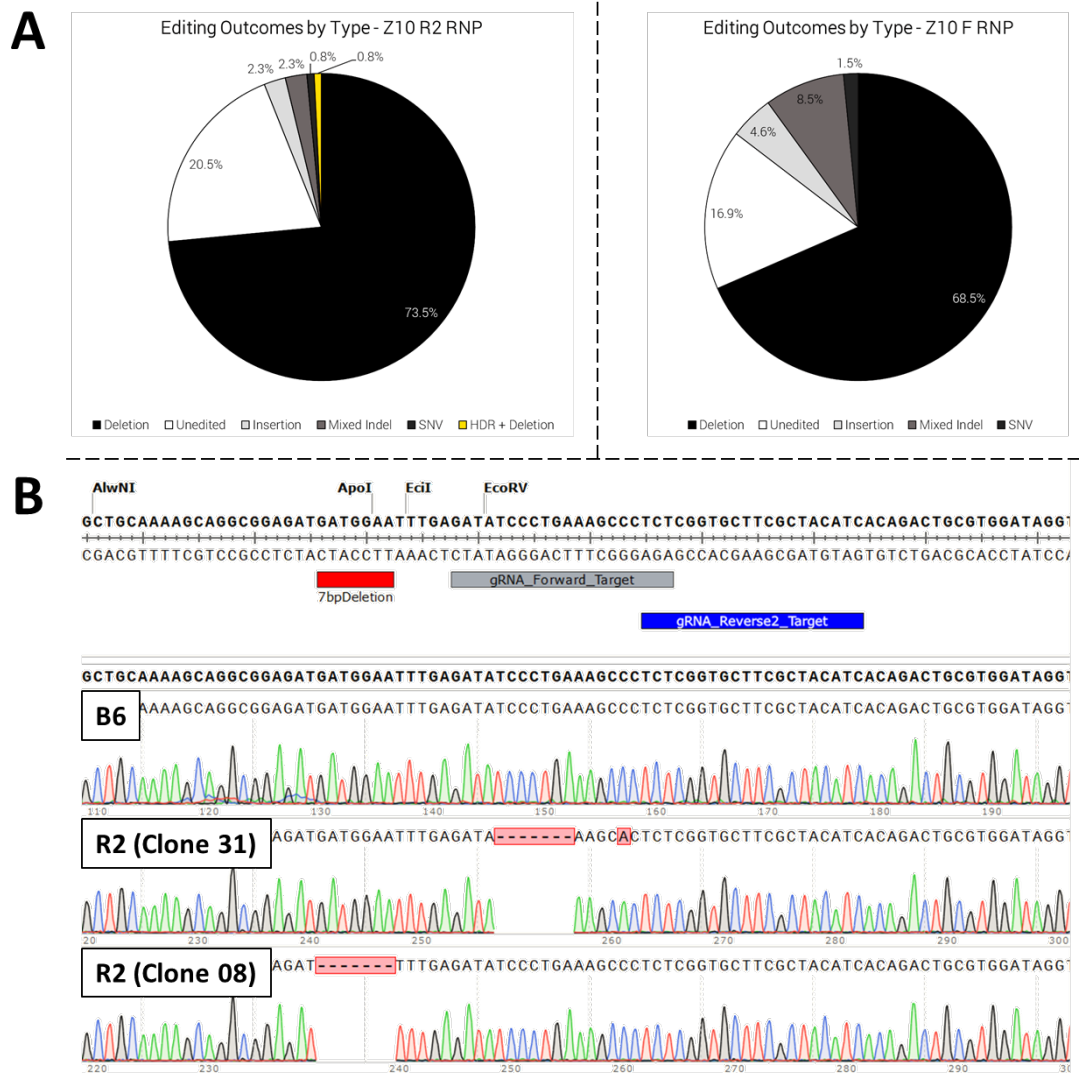 A
Editing Outcomes by Type - Z10 R2 RNP
2.3% 2.3% 0.8% 0.8%
20.5%
73.5%
Deletion Unedited Insertion Mixed Indel SNV HDR + Deletion
Editing Outcomes by Type - Z10 F RNP
1.5%
8.5%
4.6%
16.9%
68.5%
Deletion Unedited Insertion Mixed Indel SNV
B
AlwNI ApoI EciI EcoRV
GCTGCAAAAGCAGGCGGAGATGATGGAATTTGAGATATCCCTGAAAGCCCTCTCGGTGCTTCGCTACATCACAGACTGCGTGGATAGGT
CGACGTTTTCGTCCGCCTCTACTACCTTAAACTCTATAGGGACTTTCGGGAGAGCCACGAAGCGATGTAGTGTCTGACGCACCTATCCA
gRNA_Forward_Target
7bpDeletion
gRNA_Reverse2_Target
GCTGCAAAAGCAGGCGGAGATGATGGAATTTGAGATATCCCTGAAAGCCCTCTCGGTGCTTCGCTACATCACAGACTGCGTGGATAGGT
B6 AAAAGCAGGCGGAGATGATGGAATTTGAGATATCCCTGAAAGCCCTCTCGGTGCTTCGCTACATCACAGACTGCGTGGATAGGT
110 120 130 140 150 160 170 180 190
R2 (Clone 31) AGATGATGGAATTTGAGATA-------AAGCACTCTCGGTGCTTCGCTACATCACAGACTGCGTGGATAGGT
20 230 240 250 260 270 280 290 300
R2 (Clone 08) AGAT-------TTTGAGATATCCCTGAAAGCCCTCTCGGTGCTTCGCTACATCACAGACTGCGTGGATAGGT
220 230 240 250 260 270 280 290 30